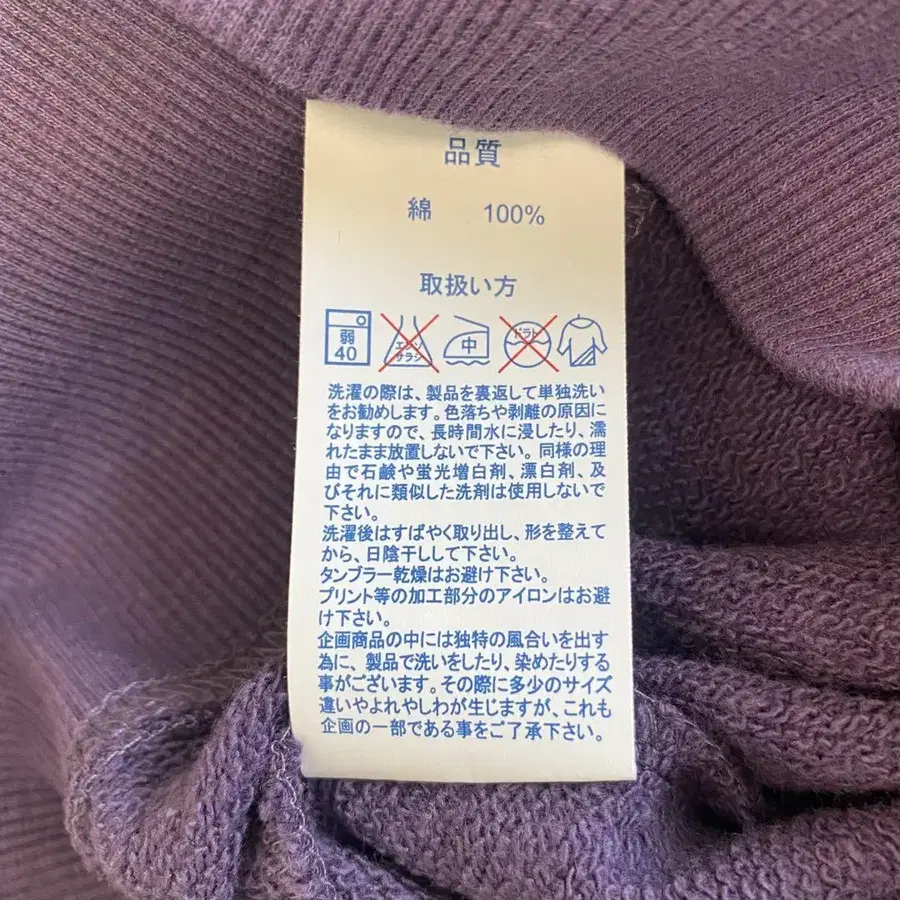 品質
綿 100%
取扱い方
弱 40 エンソ サラシ 中 ドライ
洗濯の際は、製品を裏返して単独洗い
をお勧めします。色落ちや剥離の原因に
なりますので、長時間水に浸したり、濡
れたまま放置しないで下さい。同様の理
由で石鹸や蛍光増白剤、漂白剤、及
びそれに類似した洗剤は使用しないで
下さい。
洗濯後はすばやく取り出し、形を整えて
から、日陰干しして下さい。
タンブラー乾燥はお避け下さい。
プリント等の加工部分のアイロンはお避
け下さい。
企画商品の中には独特の風合いを出す
為に、製品で洗いをしたり、染めたりする
事がございます。その際に多少のサイズ
違いやよれやしわが生じますが、これも
企画の一部である事をご了承下さい。